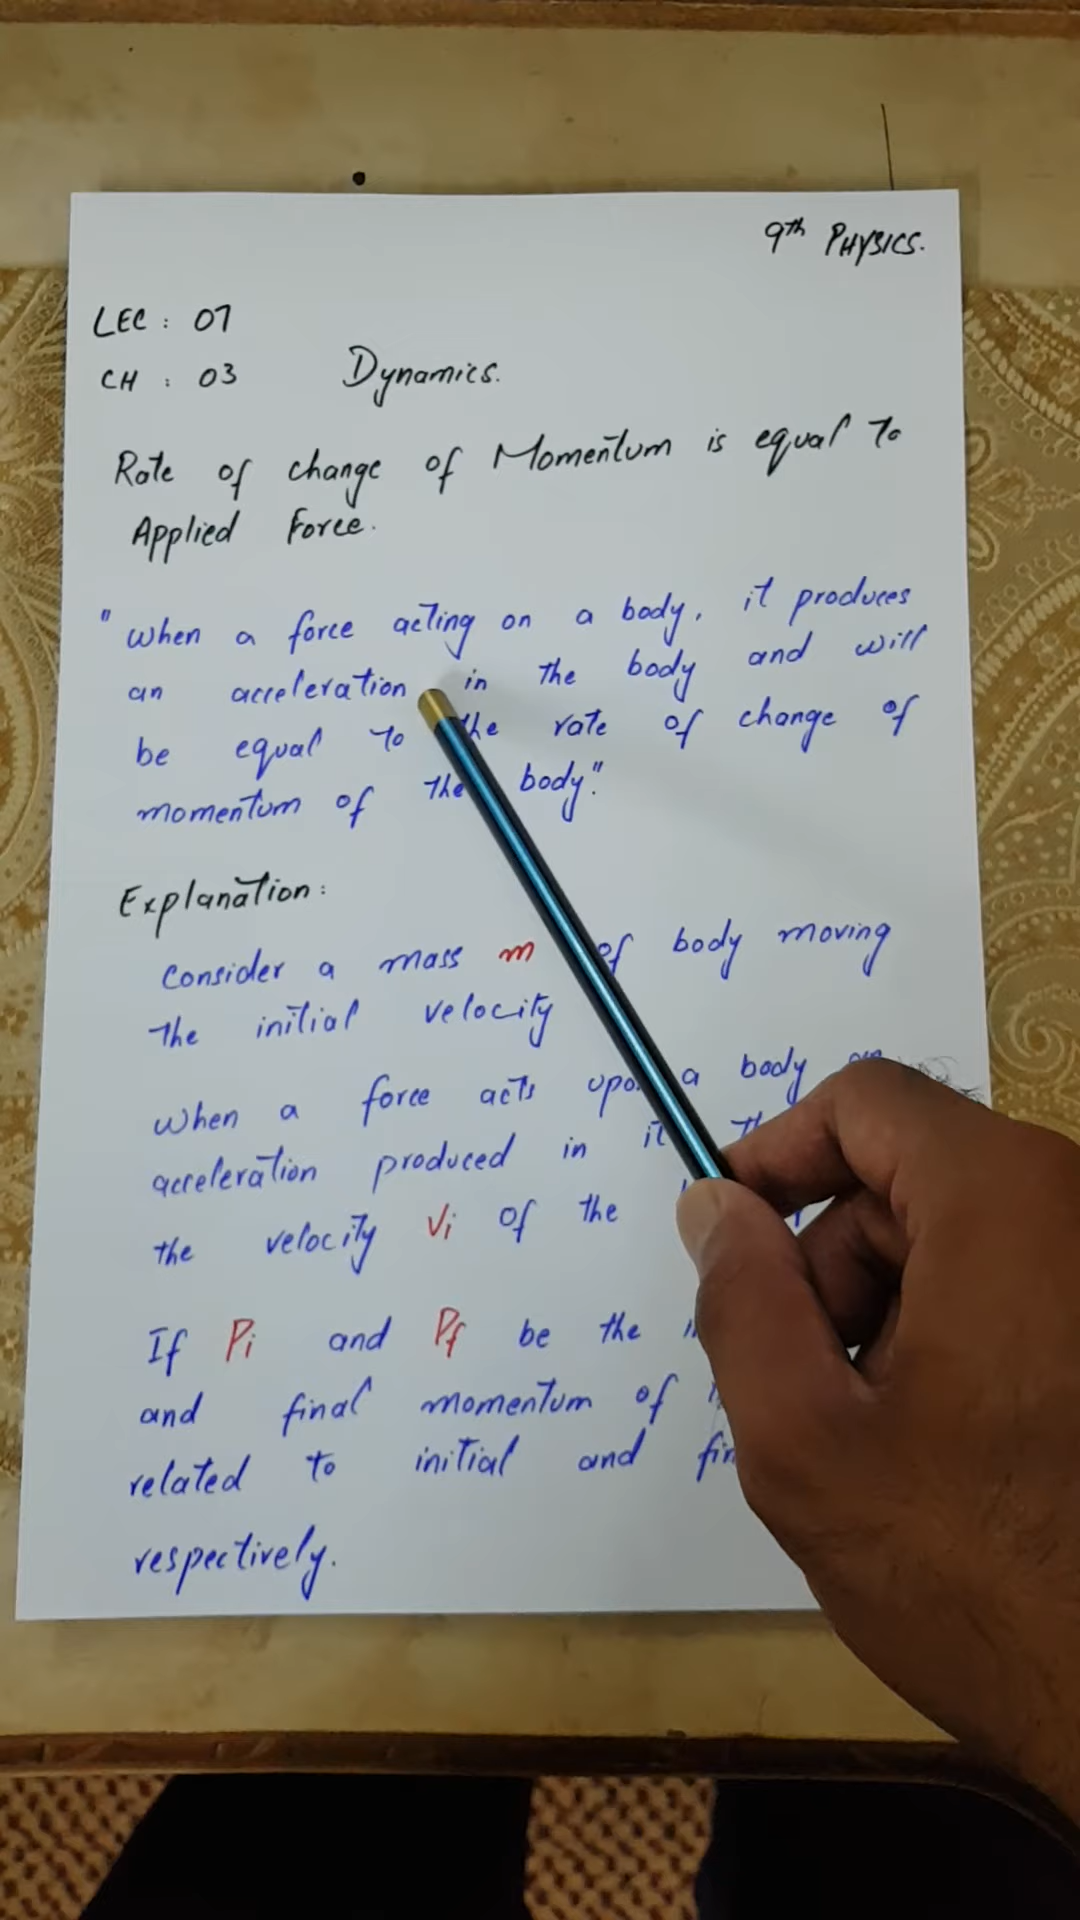 9th PHYSICS.
LEC : 07
CH : 03 Dynamics.
Rate of change of Momentum is equal to
Applied Force.
"When a force acting on a body, it produces
an acceleration in the body and will
be equal to the rate of change of
momentum of the body".
Explanation:
Consider a mass m of body moving
the initial velocity
when a force acts upon a body an
acceleration produced in it
the velocity Vi of the
If Pi and Pf be the
and final momentum of
related to initial and
respectively.